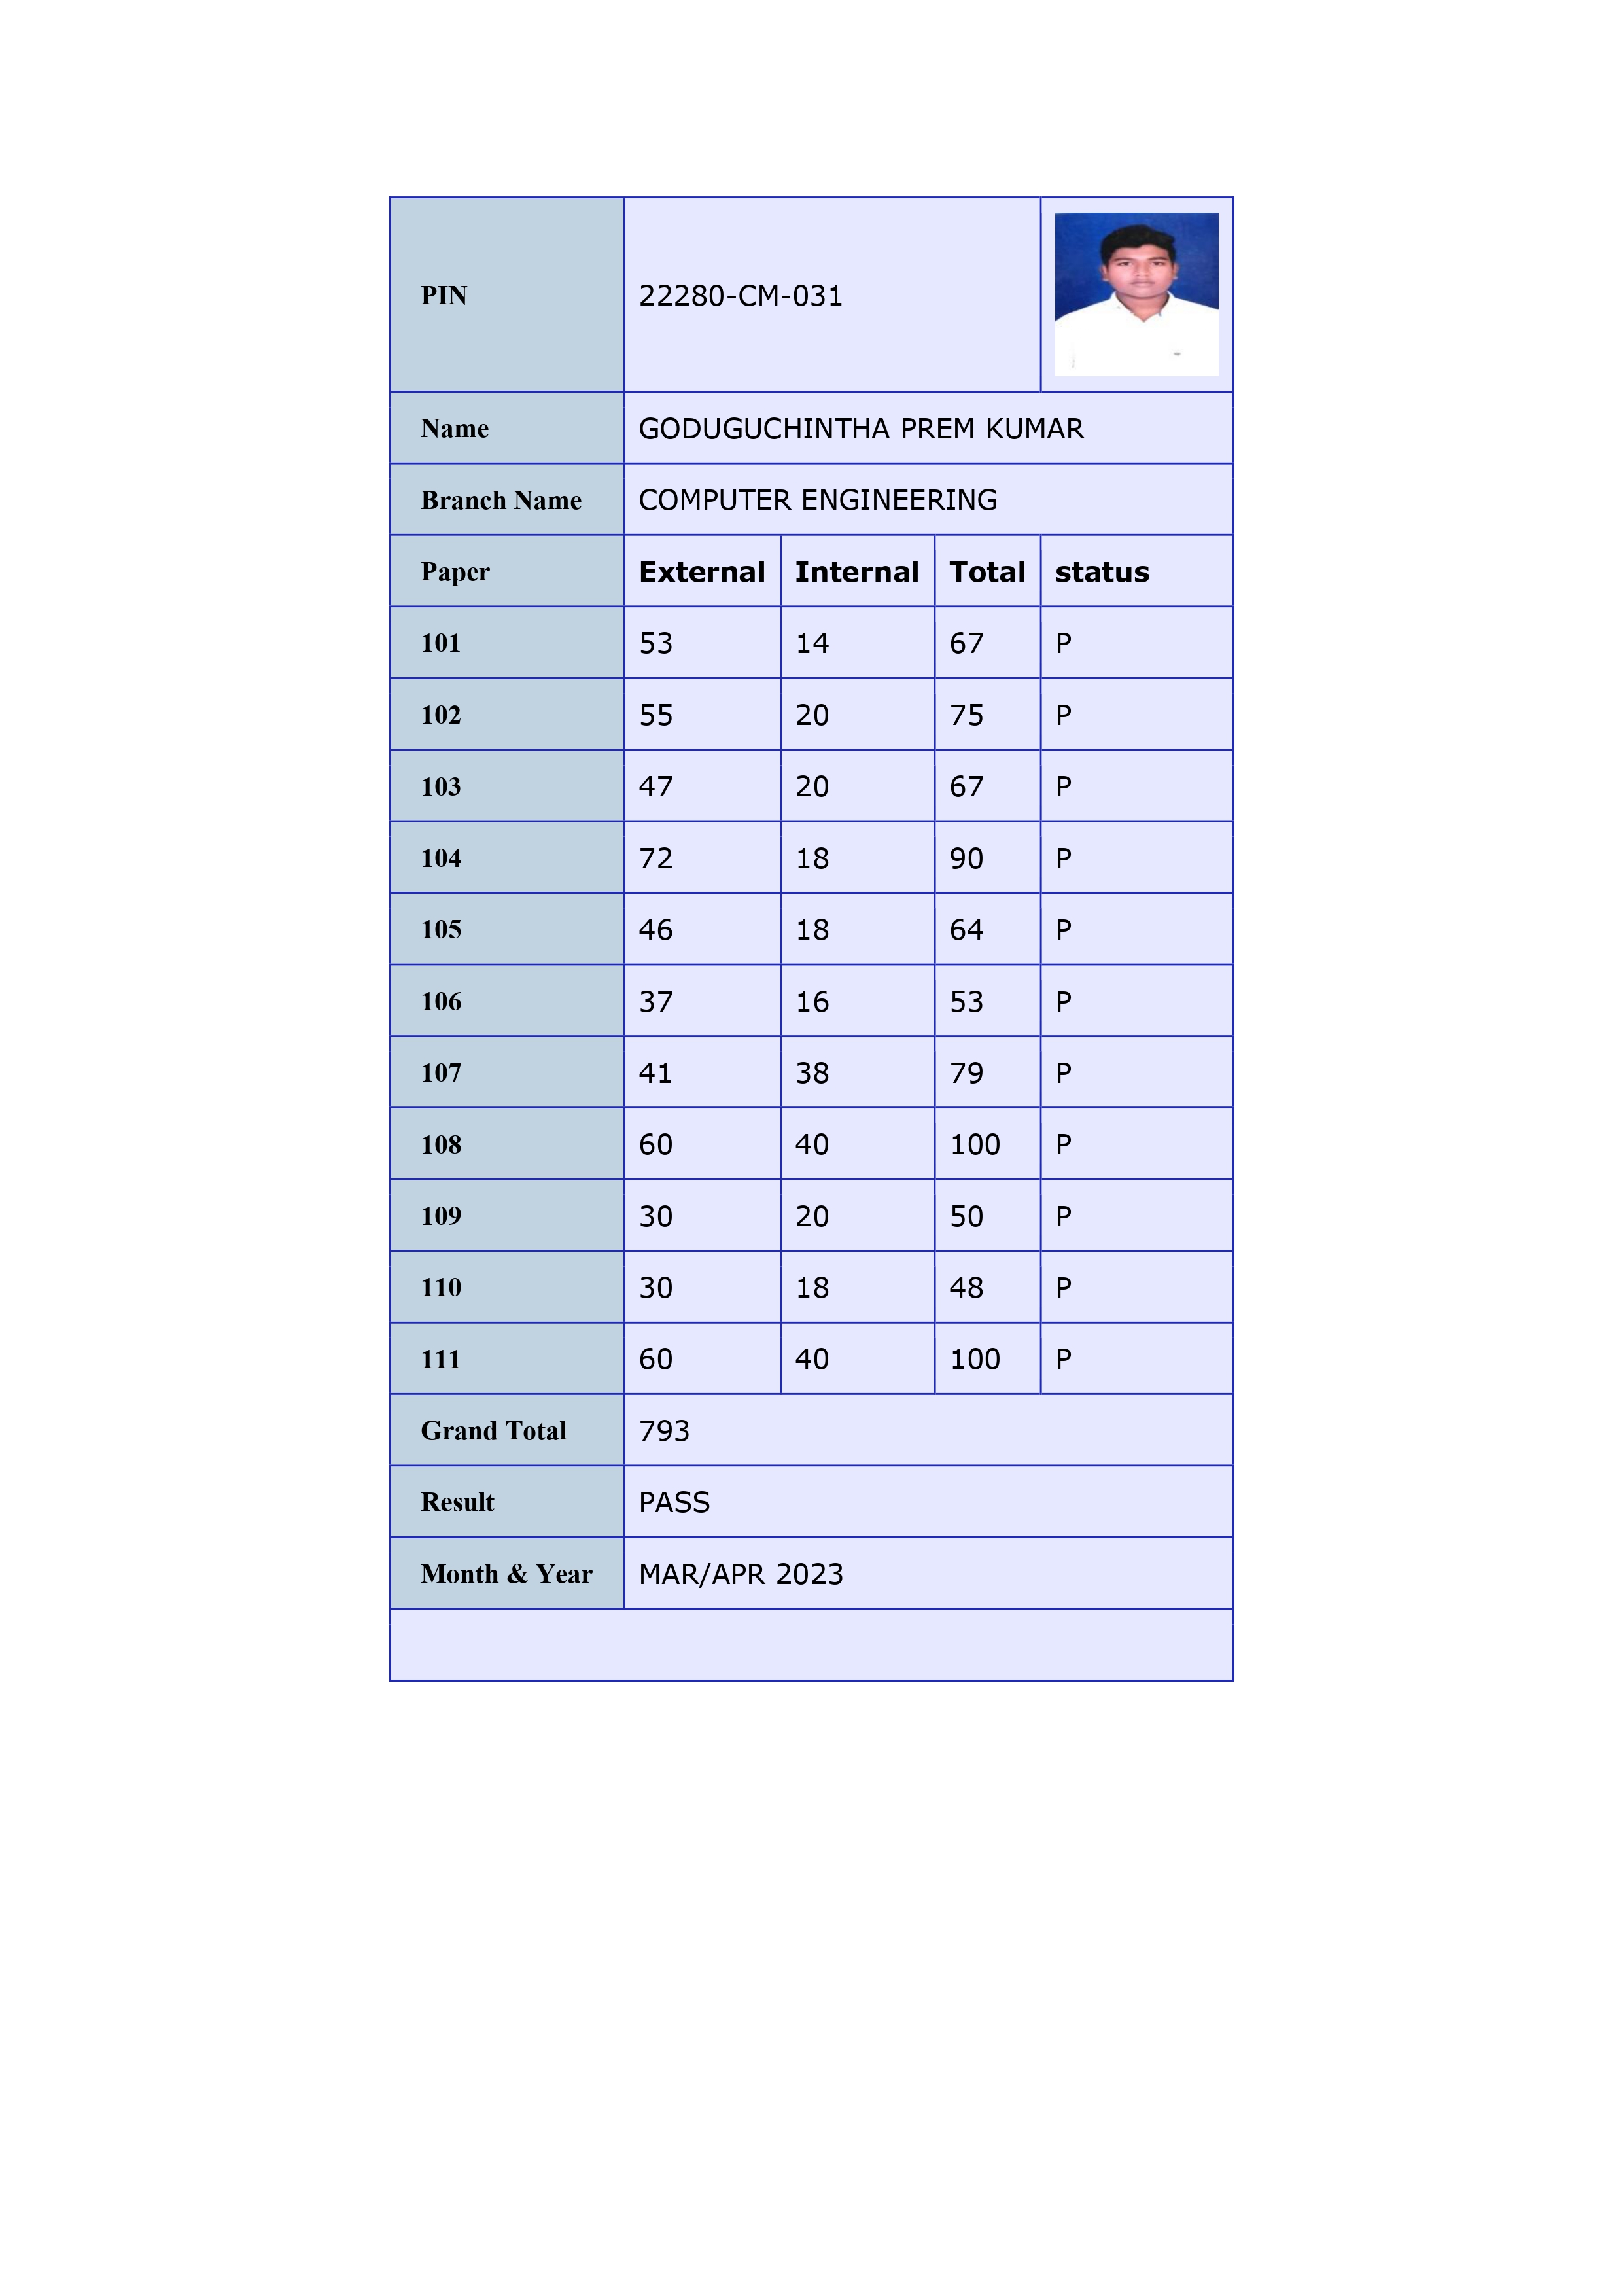 PIN 22280-CM-031
Name GODUGUCHINTHA PREM KUMAR
Branch Name COMPUTER ENGINEERING
Paper External Internal Total status
101 53 14 67 P
102 55 20 75 P
103 47 20 67 P
104 72 18 90 P
105 46 18 64 P
106 37 16 53 P
107 41 38 79 P
108 60 40 100 P
109 30 20 50 P
110 30 18 48 P
111 60 40 100 P
Grand Total 793
Result PASS
Month & Year MAR/APR 2023